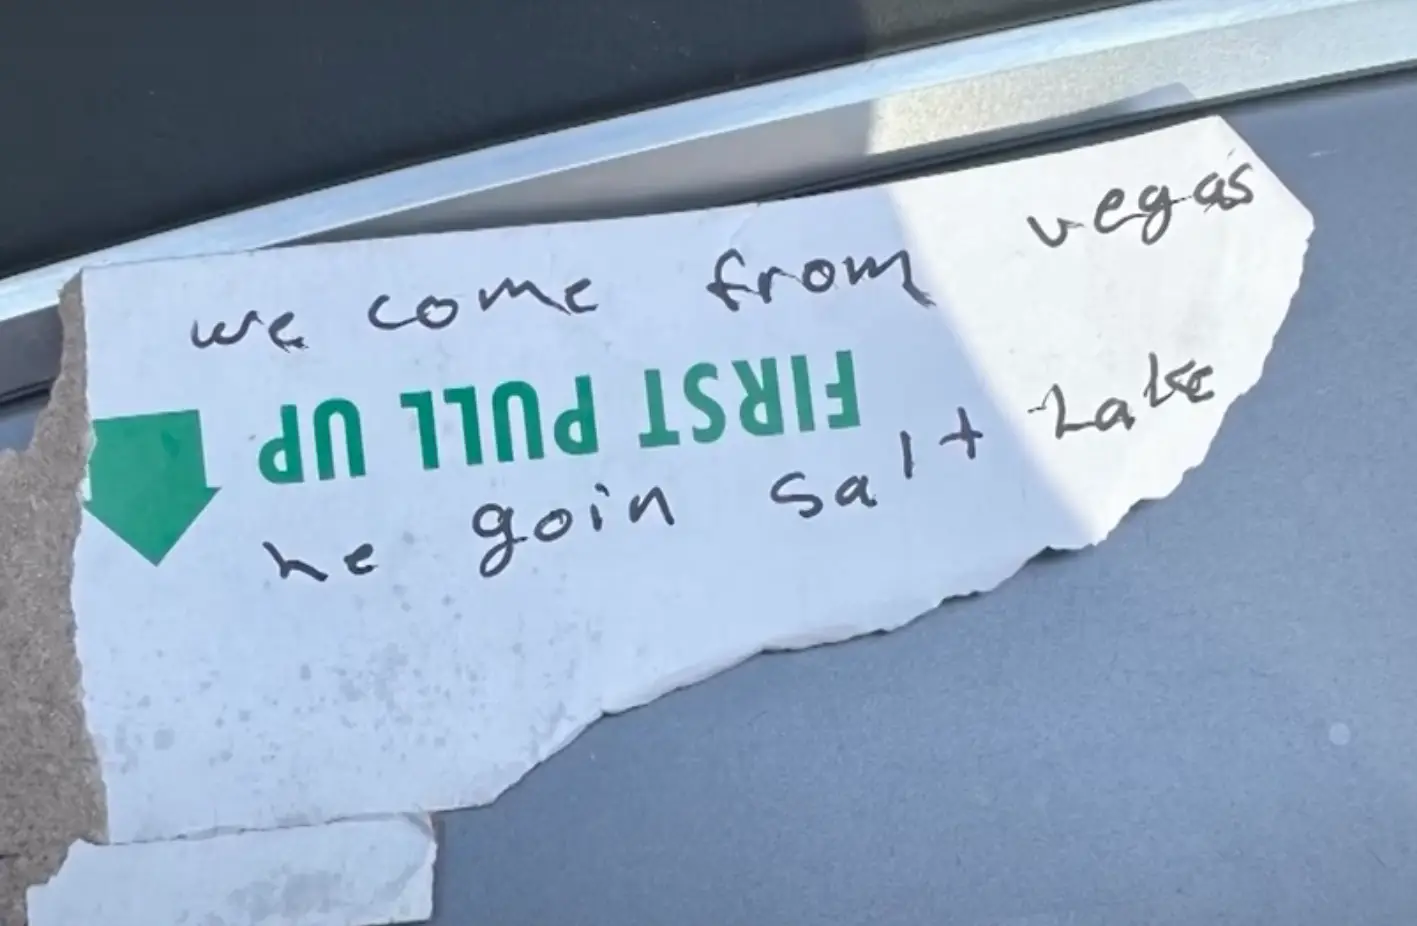 we come from vegas
FIRST PULL UP
he goin Salt Lake